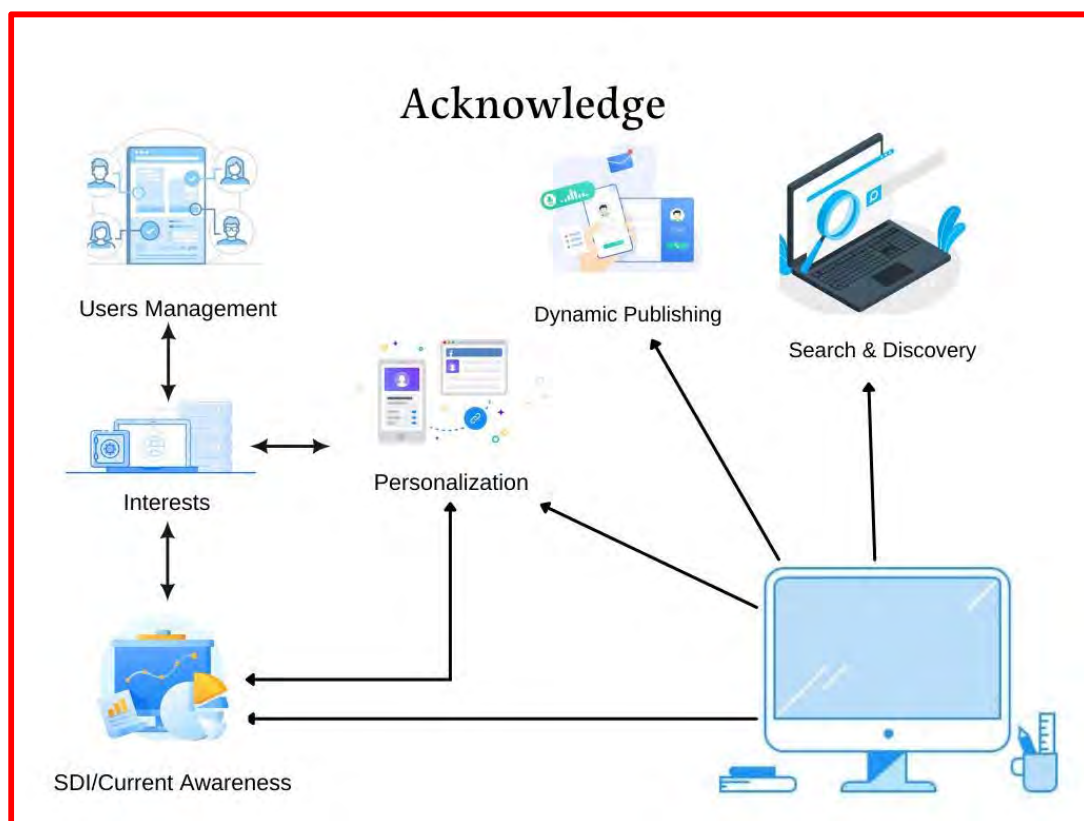 Acknowledge
Users Management
Dynamic Publishing
Search & Discovery
Interests
Personalization
SDI/Current Awareness